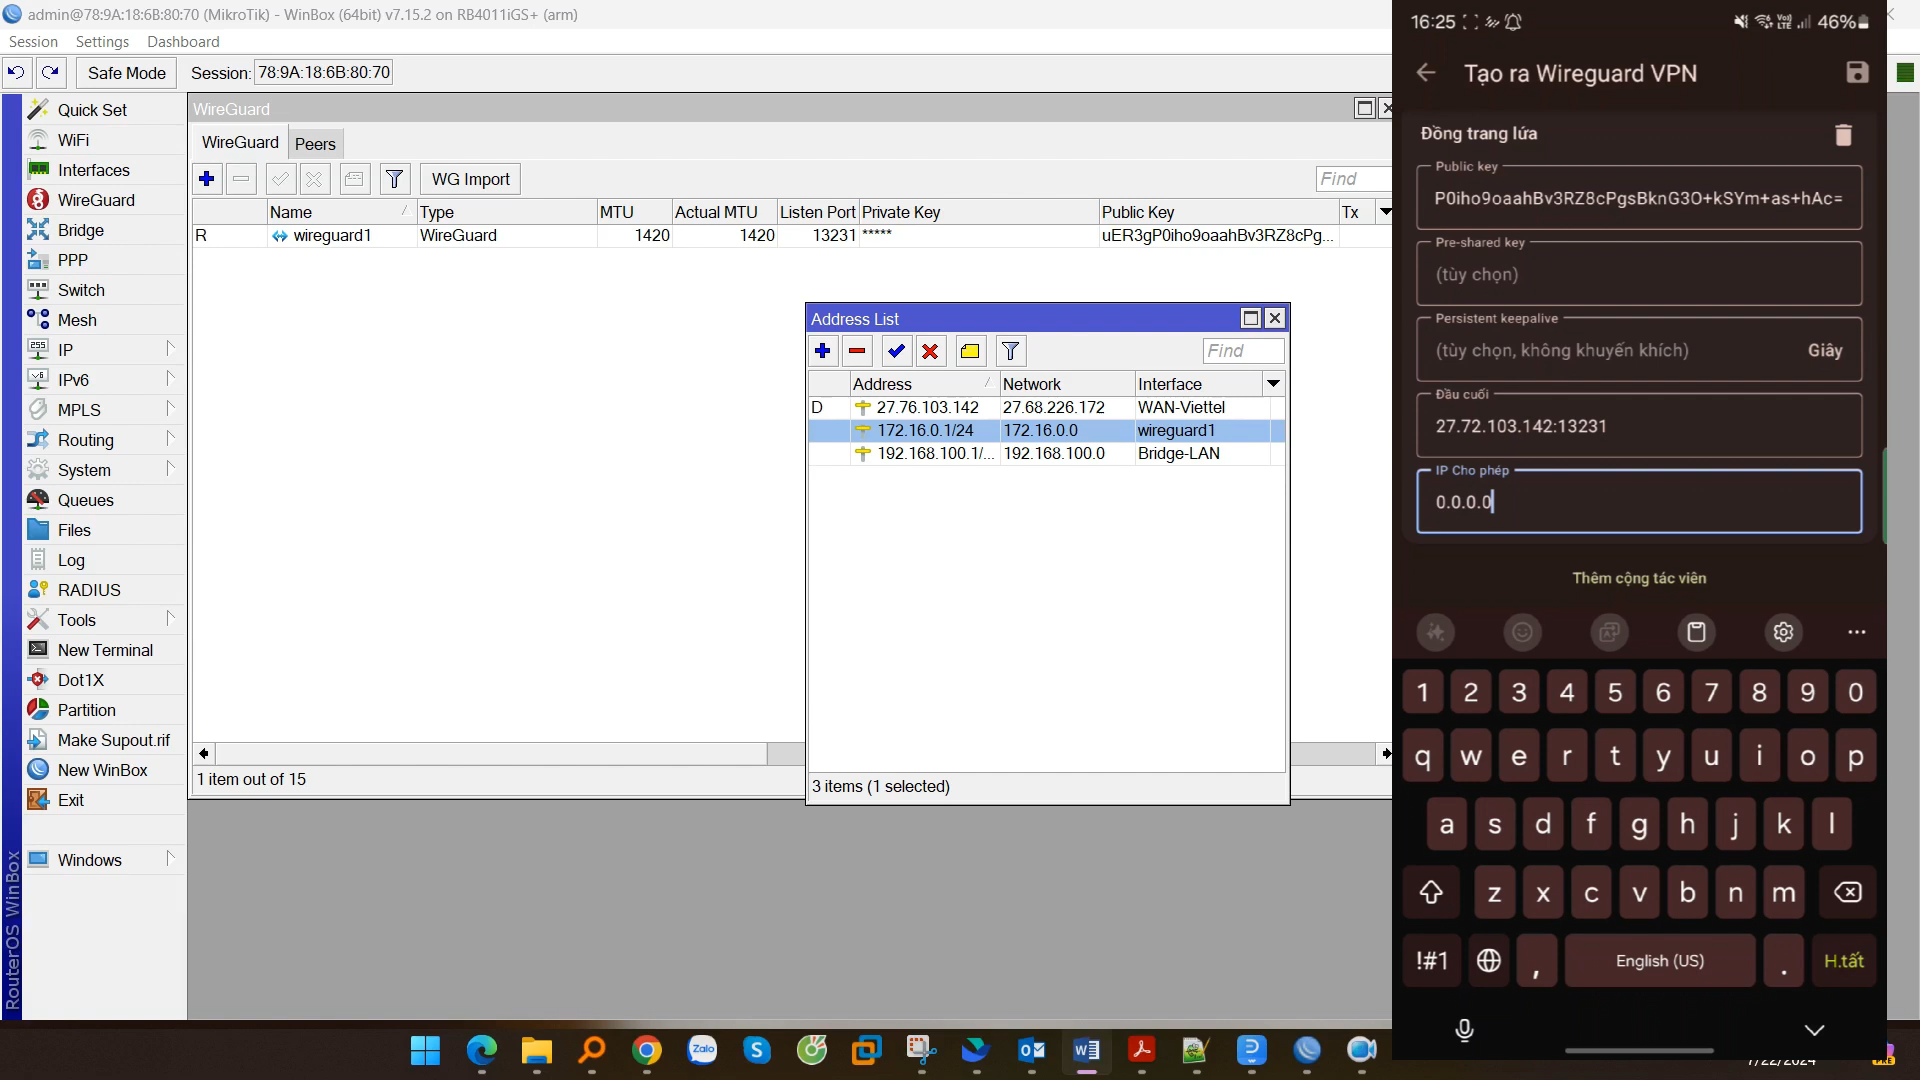 admin@78:9A:18:6B:80:70 (MikroTik) - WinBox (64bit) v7.15.2 on RB4011iGS+ (arm)
Session Settings Dashboard
Safe Mode Session: 78:9A:18:6B:80:70
Quick Set
WiFi
Interfaces
WireGuard
Bridge
PPP
Switch
Mesh
IP
IPv6
MPLS
Routing
System
Queues
Files
Log
RADIUS
Tools
New Terminal
Dot1X
Partition
Make Supout.rif
New WinBox
Exit
Windows
RouterOS WinBox
WireGuard
WireGuard Peers
WG Import Find
Name Type MTU Actual MTU Listen Port Private Key Public Key Tx
R wireguard1 WireGuard 1420 1420 13231 ***** uER3gP0iho9oaahBv3RZ8cPg...
1 item out of 15
Address List
Find
Address Network Interface
D 27.76.103.142 27.68.226.172 WAN-Viettel
172.16.0.1/24 172.16.0.0 wireguard1
192.168.100.1/... 192.168.100.0 Bridge-LAN
3 items (1 selected)
16:25 46%
Tạo ra Wireguard VPN
Đồng trang lứa
Public key
P0iho9oaahBv3RZ8cPgsBknG3O+kSYm+as+hAc=
Pre-shared key
(tùy chọn)
Persistent keepalive
(tùy chọn, không khuyến khích) Giây
Đầu cuối
27.72.103.142:13231
IP Cho phép
0.0.0.0
Thêm cộng tác viên
1 2 3 4 5 6 7 8 9 0
q w e r t y u i o p
a s d f g h j k l
z x c v b n m
!#1 , English (US) . H.tất
Zalo
7/22/2024
PRE